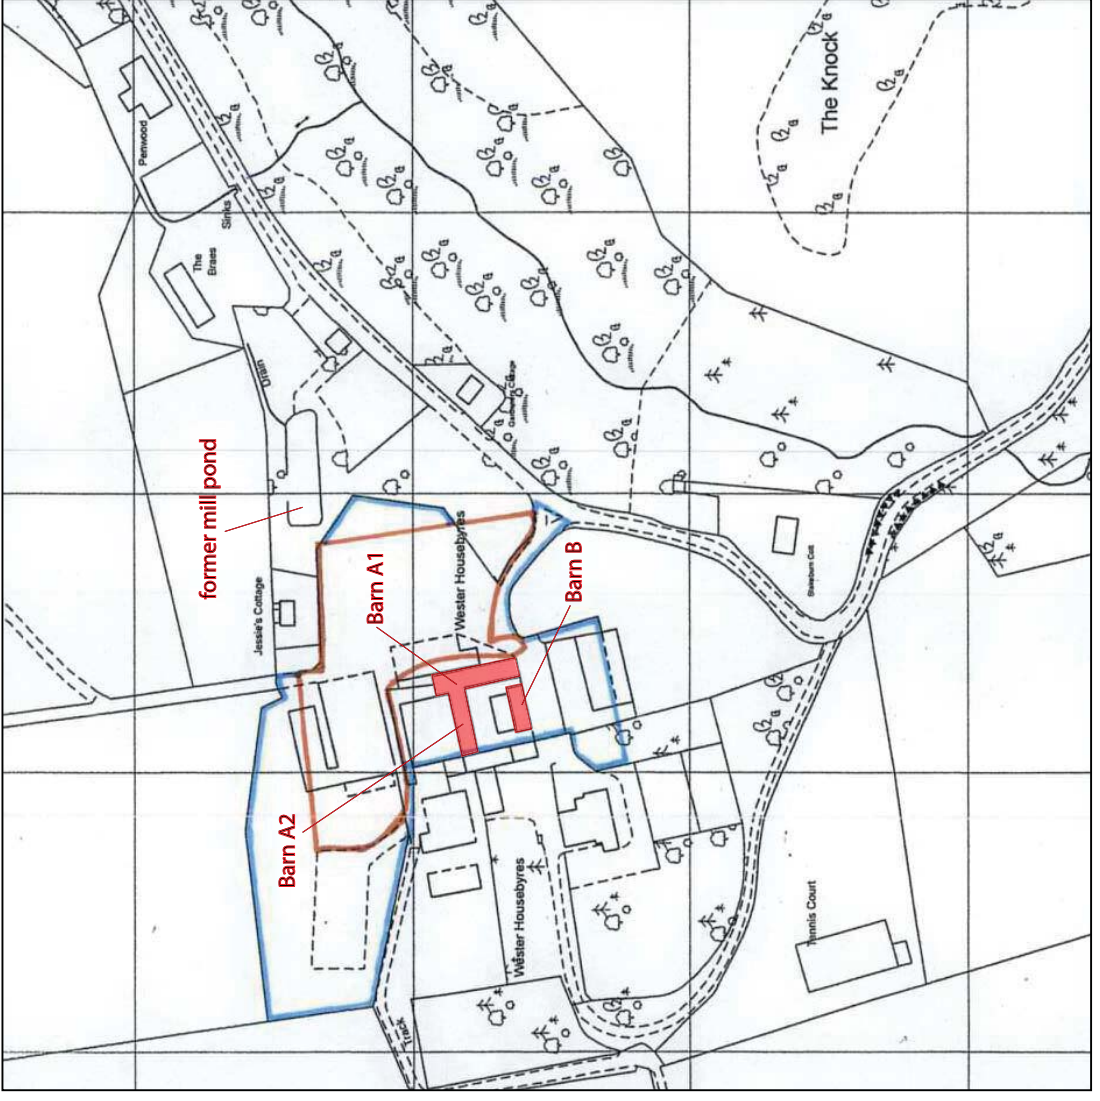 The Knock
Penwood
Sinks
The
Braes
Drain
former mill pond
Jessie's Cottage
Wester Housebyres
Barn A1
Barn B
Barn A2
Wester Housebyres
Tennis Court
Track